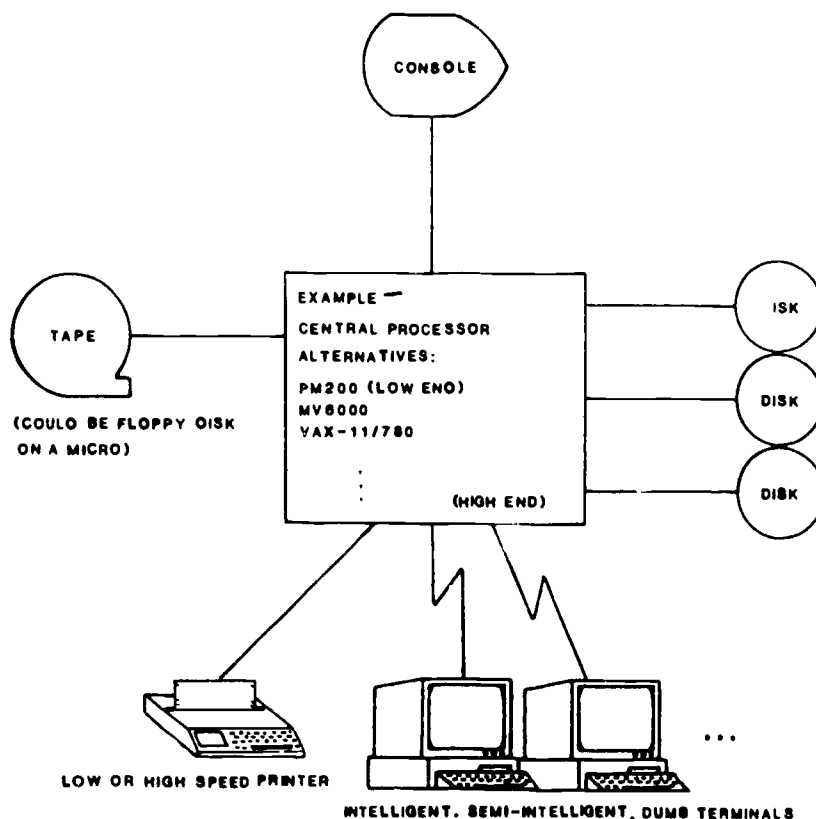 CONSOLE
EXAMPLE —
CENTRAL PROCESSOR
ALTERNATIVES:
PM200 (LOW ENO)
MV6000
VAX-11/780
.
.
.
(HIGH END)
TAPE
(COULD BE FLOPPY OISK
ON A MICRO)
ISK
DISK
DISK
LOW OR HIGH SPEED PRINTER
...
INTELLIGENT. SEMI-INTELLIGENT, DUMB TERMINALS